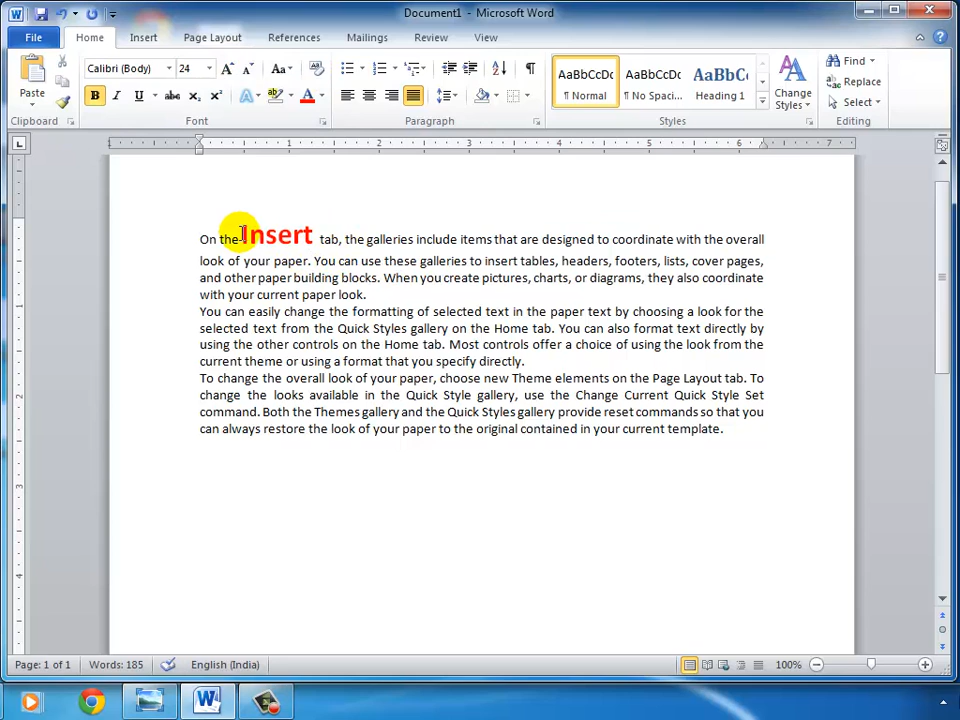 Document1 - Microsoft Word
File Home Insert Page Layout References Mailings Review View
Calibri (Body) 24 Aa
Paste
AaBbCcDc AaBbCcDc AaBbC
¶ Normal ¶ No Spaci... Heading 1
Change
Styles
Find
Replace
Select
Clipboard Font Paragraph Styles Editing
1 1 2 3 4 5 6 7
On the Insert tab, the galleries include items that are designed to coordinate with the overall
look of your paper. You can use these galleries to insert tables, headers, footers, lists, cover pages,
and other paper building blocks. When you create pictures, charts, or diagrams, they also coordinate
with your current paper look.
You can easily change the formatting of selected text in the paper text by choosing a look for the
selected text from the Quick Styles gallery on the Home tab. You can also format text directly by
using the other controls on the Home tab. Most controls offer a choice of using the look from the
current theme or using a format that you specify directly.
To change the overall look of your paper, choose new Theme elements on the Page Layout tab. To
change the looks available in the Quick Style gallery, use the Change Current Quick Style Set
command. Both the Themes gallery and the Quick Styles gallery provide reset commands so that you
can always restore the look of your paper to the original contained in your current template.
Page: 1 of 1 Words: 185 English (India) 100%